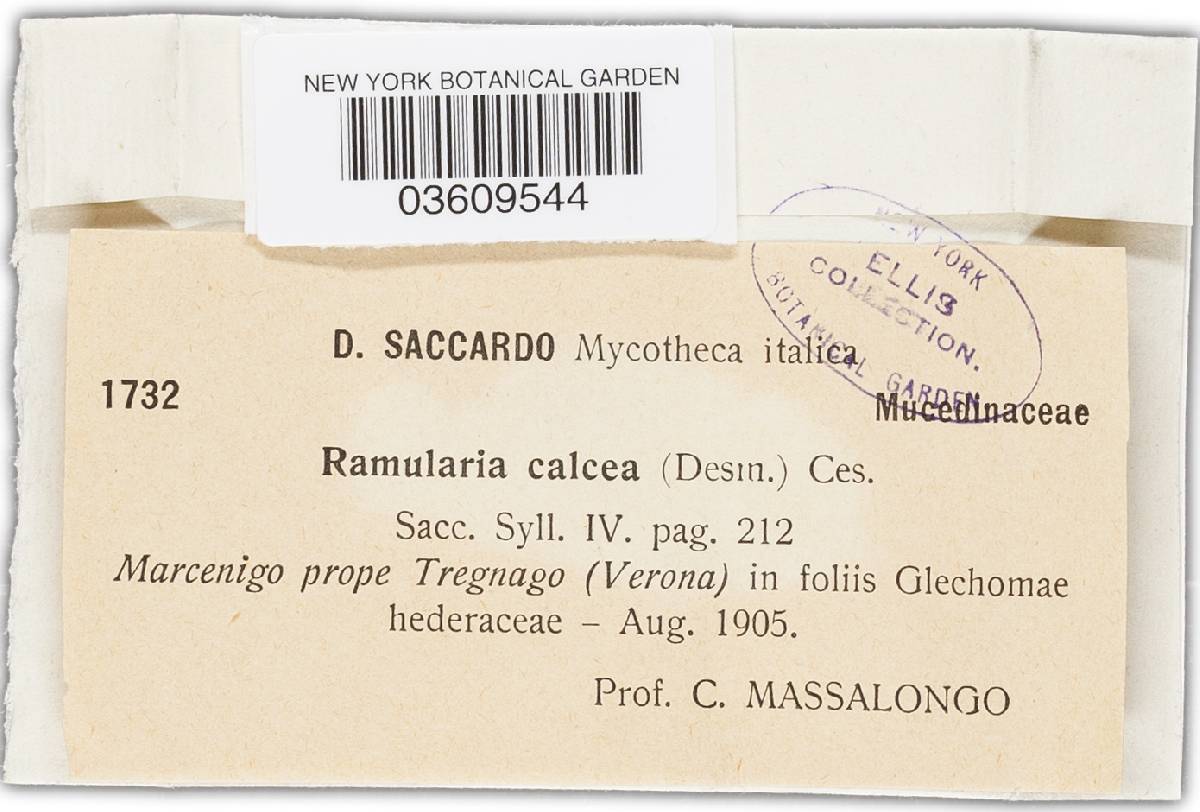 NEW YORK BOTANICAL GARDEN
03609544
NEW YORK
ELLIS
COLLECTION.
BOTANICAL GARDEN
D. SACCARDO Mycotheca italica
1732
Mucedinaceae
Ramularia calcea (Desm.) Ces.
Sacc. Syll. IV. pag. 212
Marcenigo prope Tregnago (Verona) in foliis Glechomae
hederaceae – Aug. 1905.
Prof. C. MASSALONGO